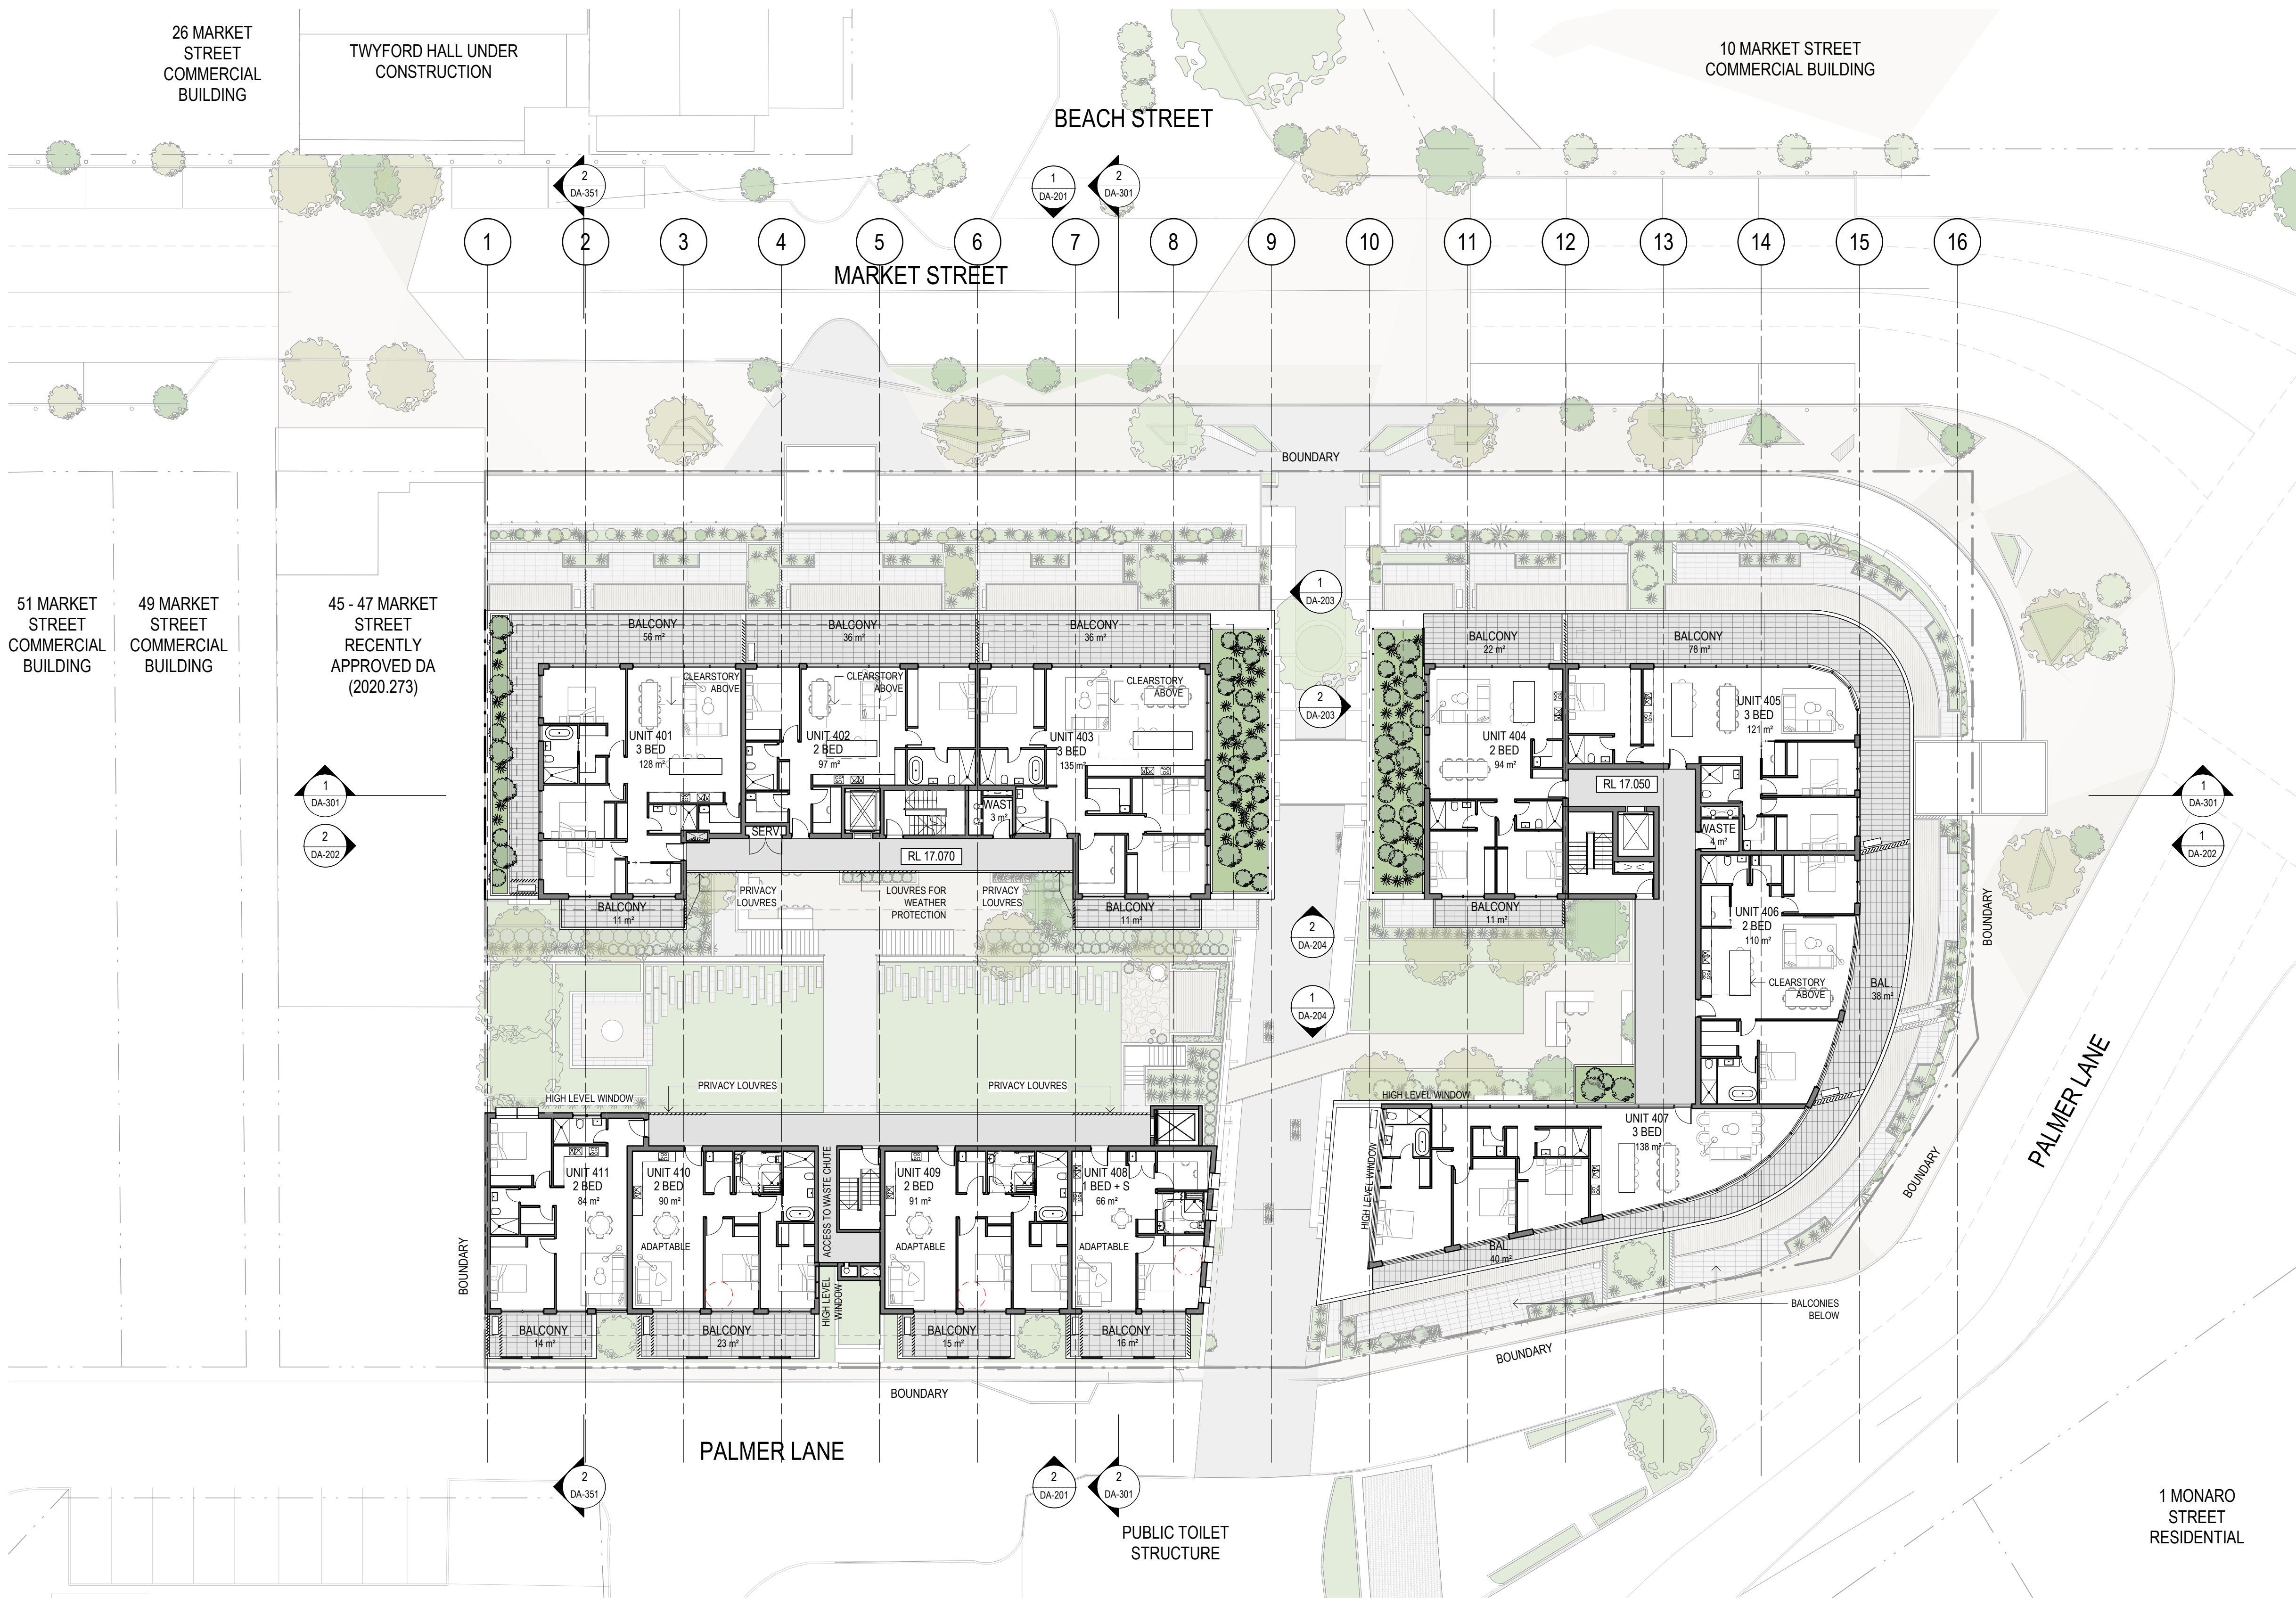 26 MARKET
STREET
COMMERCIAL
BUILDING
TWYFORD HALL UNDER
CONSTRUCTION
10 MARKET STREET
COMMERCIAL BUILDING
BEACH STREET
2
DA-351
1
DA-201
2
DA-301
1
2
3
4
5
6
7
8
9
10
11
12
13
14
15
16
MARKET STREET
BOUNDARY
51 MARKET
STREET
COMMERCIAL
BUILDING
49 MARKET
STREET
COMMERCIAL
BUILDING
45 - 47 MARKET
STREET
RECENTLY
APPROVED DA
(2020.273)
1
DA-203
2
DA-203
BALCONY
56 m²
BALCONY
36 m²
BALCONY
36 m²
BALCONY
22 m²
BALCONY
78 m²
CLEARSTORY
ABOVE
CLEARSTORY
ABOVE
CLEARSTORY
ABOVE
UNIT 401
3 BED
128 m²
UNIT 402
2 BED
97 m²
UNIT 403
3 BED
135 m²
UNIT 404
2 BED
94 m²
UNIT 405
3 BED
121 m²
RL 17.050
1
DA-301
2
DA-202
1
DA-301
1
DA-202
SERV
WAST
3 m²
WASTE
4 m²
RL 17.070
PRIVACY
LOUVRES
LOUVRES FOR
WEATHER
PROTECTION
PRIVACY
LOUVRES
BALCONY
11 m²
BALCONY
11 m²
BALCONY
11 m²
UNIT 406
2 BED
110 m²
BOUNDARY
2
DA-204
1
DA-204
CLEARSTORY
ABOVE
BAL.
38 m²
PALMER LANE
PRIVACY LOUVRES
PRIVACY LOUVRES
HIGH LEVEL WINDOW
HIGH LEVEL WINDOW
UNIT 407
3 BED
138 m²
HIGH LEVEL WINDOW
BOUNDARY
UNIT 411
2 BED
84 m²
UNIT 410
2 BED
90 m²
ADAPTABLE
ACCESS TO WASTE CHUTE
UNIT 409
2 BED
91 m²
ADAPTABLE
UNIT 408
1 BED + S
66 m²
ADAPTABLE
BAL.
40 m²
BOUNDARY
HIGH LEVEL
WINDOW
BALCONIES
BELOW
BALCONY
14 m²
BALCONY
23 m²
BALCONY
15 m²
BALCONY
16 m²
BOUNDARY
BOUNDARY
PALMER LANE
2
DA-351
2
DA-201
2
DA-301
PUBLIC TOILET
STRUCTURE
1 MONARO
STREET
RESIDENTIAL